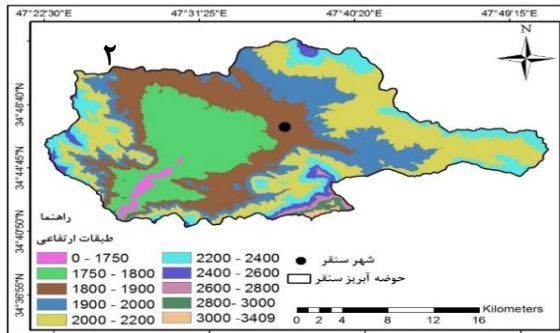 47°22'30"E 47°31'25"E 47°40'20"E 47°49'15"E
۲
N
34°48'40"N
34°44'45"N
34°40'50"N
34°36'55"N
راهنما
طبقات ارتفاعی
0 - 1750
1750 - 1800
1800 - 1900
1900 - 2000
2000 - 2200
2200 - 2400
2400 - 2600
2600 - 2800
2800- 3000
3000 -3409
شهر سنقر
حوضه آبریز سنقر
Kilometers
0 2 4 8 12 16